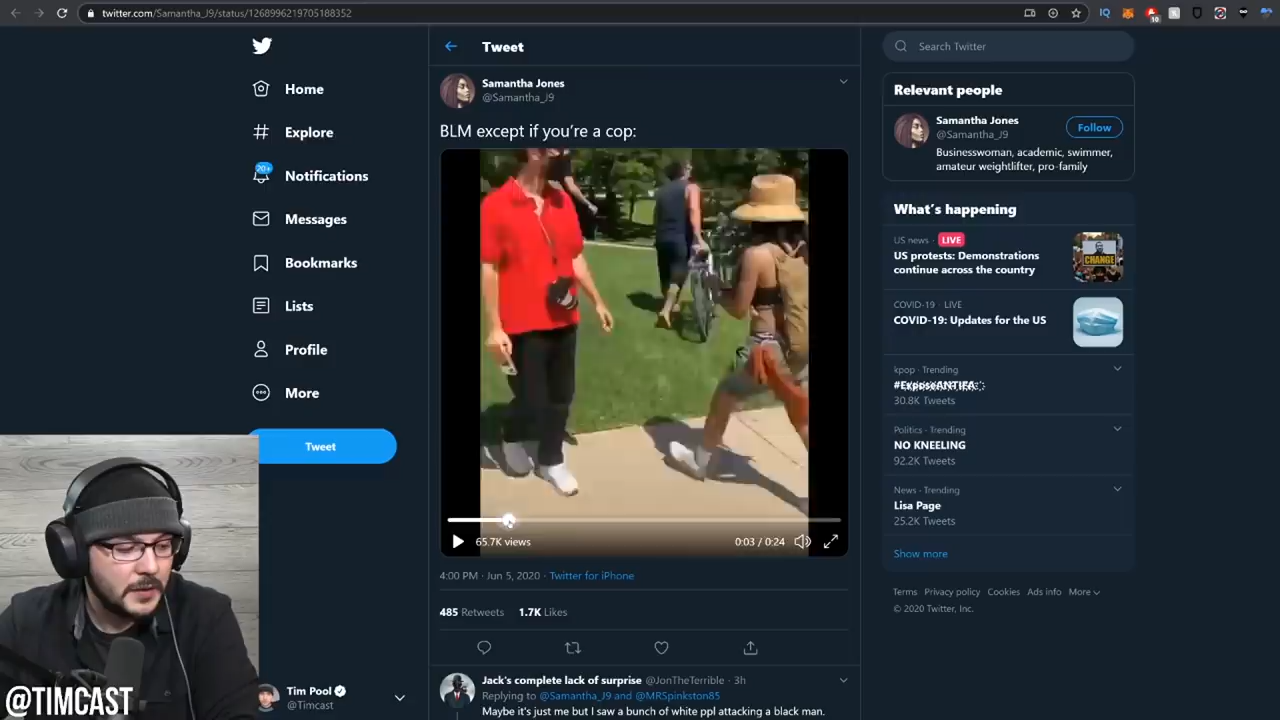 twitter.com/Samantha_J9/status/1268996219705188352
10
Home
Explore
20+
Notifications
Messages
Bookmarks
Lists
Profile
More
Tweet
Tim Pool
@Timcast
@TIMCAST
Tweet
Samantha Jones
@Samantha_J9
BLM except if you're a cop:
65.7K views
0:03 / 0:24
4:00 PM · Jun 5, 2020 · Twitter for iPhone
485 Retweets 1.7K Likes
Jack's complete lack of surprise @JonTheTerrible · 3h
Replying to @Samantha_J9 and @MRSpinkston85
Maybe it's just me but I saw a bunch of white ppl attacking a black man.
Search Twitter
Relevant people
Samantha Jones
@Samantha_J9
Follow
Businesswoman, academic, swimmer,
amateur weightlifter, pro-family
What's happening
US news · LIVE
US protests: Demonstrations
continue across the country
CHANGE
COVID-19 · LIVE
COVID-19: Updates for the US
kpop · Trending
#ExposeANTIFA
30.8K Tweets
Politics · Trending
NO KNEELING
92.2K Tweets
News · Trending
Lisa Page
25.2K Tweets
Show more
Terms Privacy policy Cookies Ads info More
© 2020 Twitter, Inc.